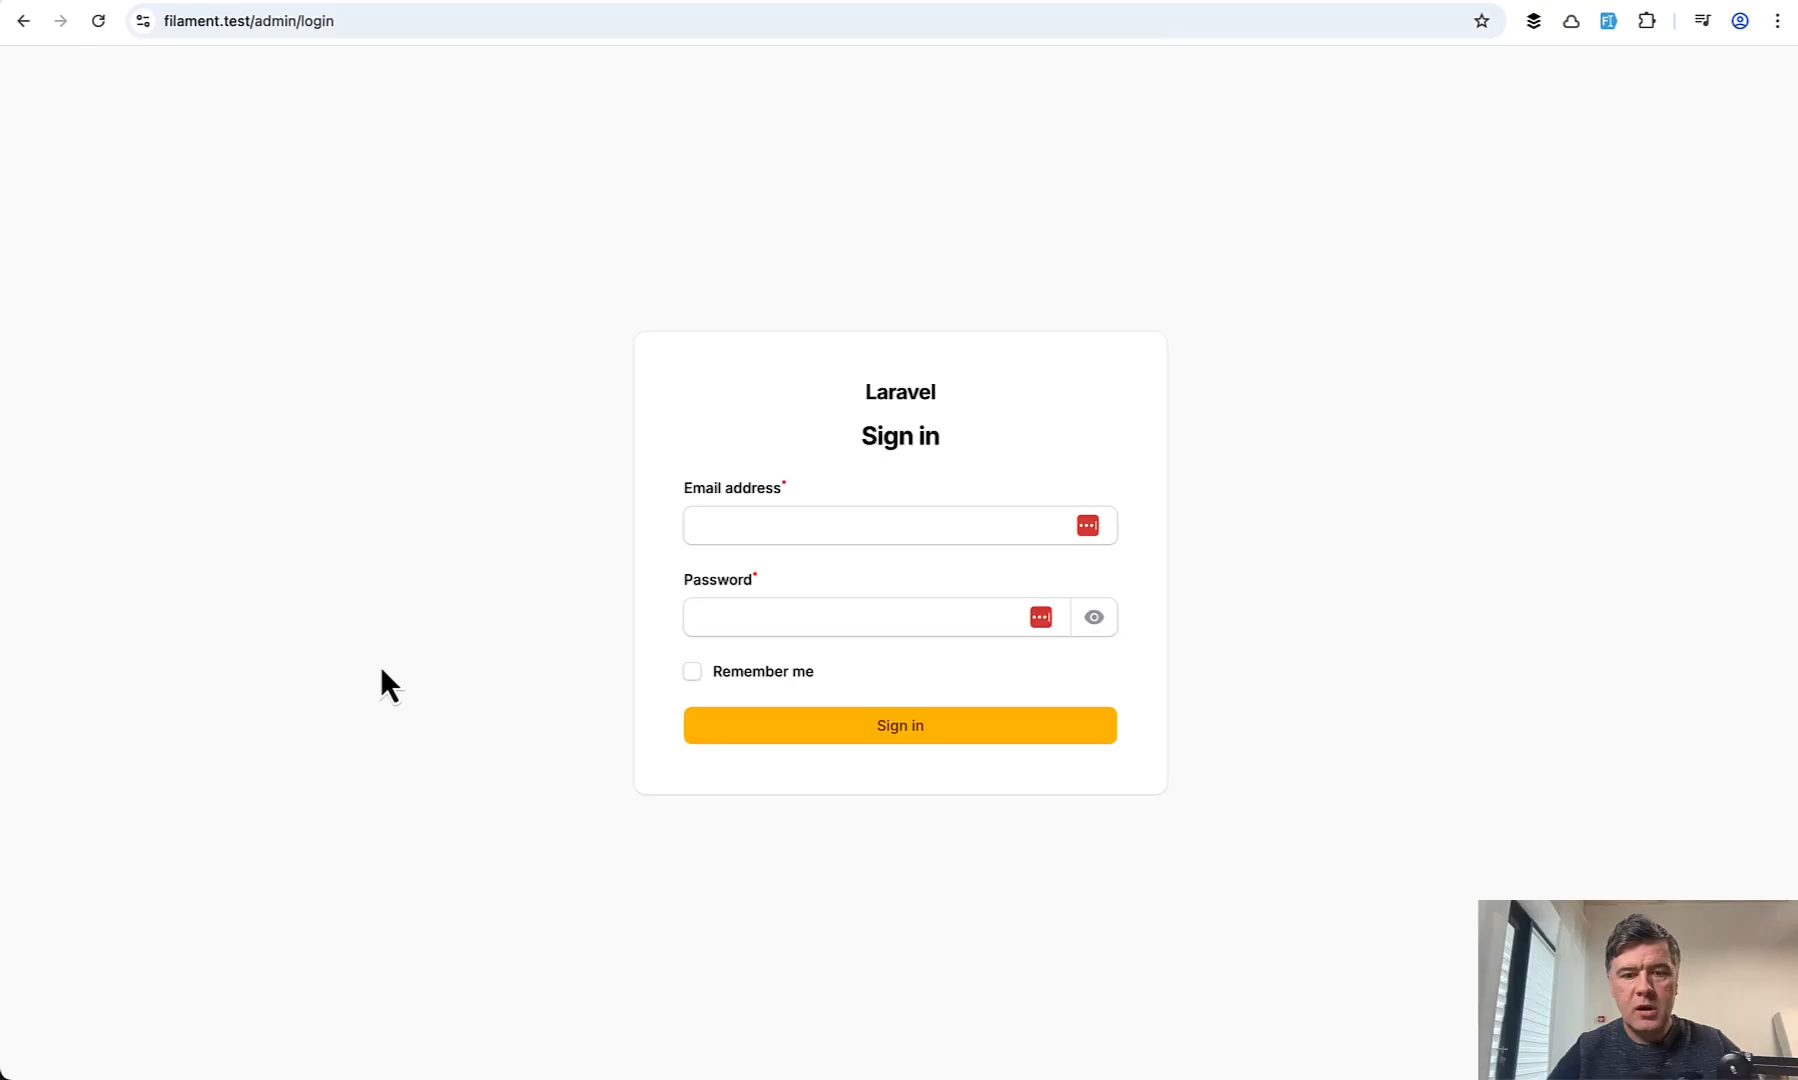 filament.test/admin/login
Laravel
Sign in
Email address*
Password*
Remember me
Sign in